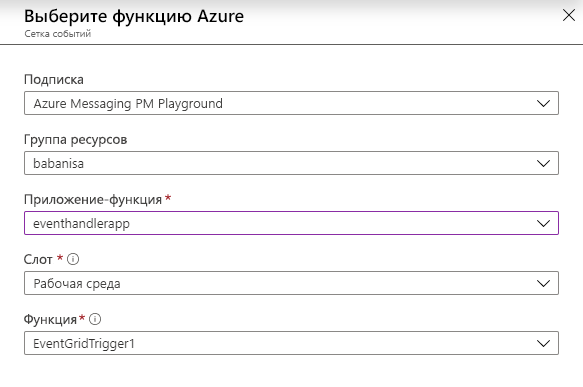 Выберите функцию Azure
Сетка событий
Подписка
Azure Messaging PM Playground
Группа ресурсов
babanisa
Приложение-функция *
eventhandlerapp
Слот *
Рабочая среда
Функция*
EventGridTrigger1